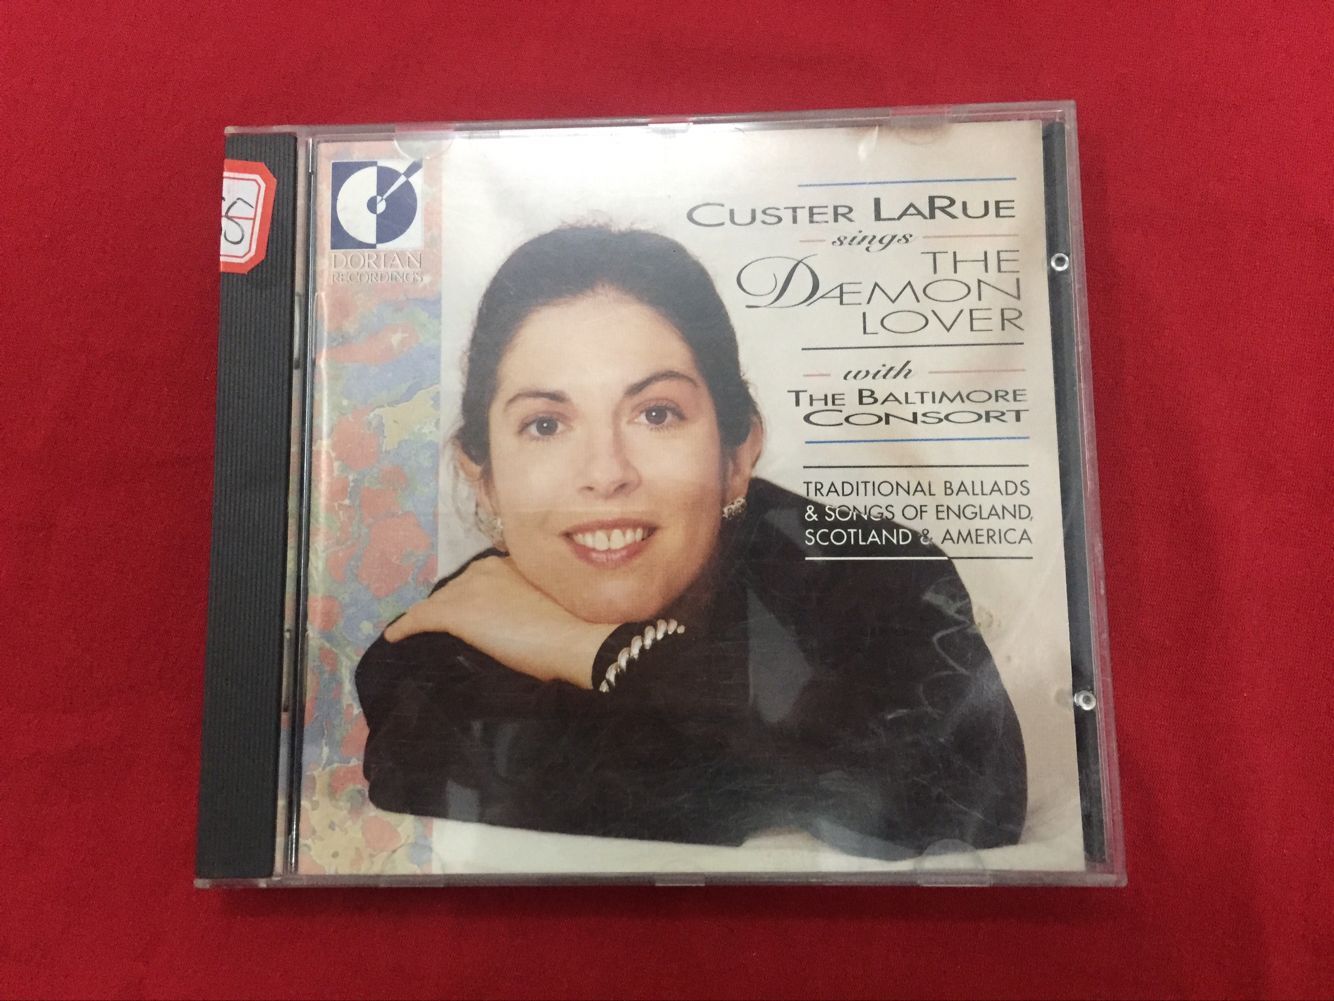 DORIAN
RECORDINGS
CUSTER LARUE
sings
THE
DÆMON
LOVER
with
THE BALTIMORE
CONSORT
TRADITIONAL BALLADS
& SONGS OF ENGLAND,
SCOTLAND & AMERICA